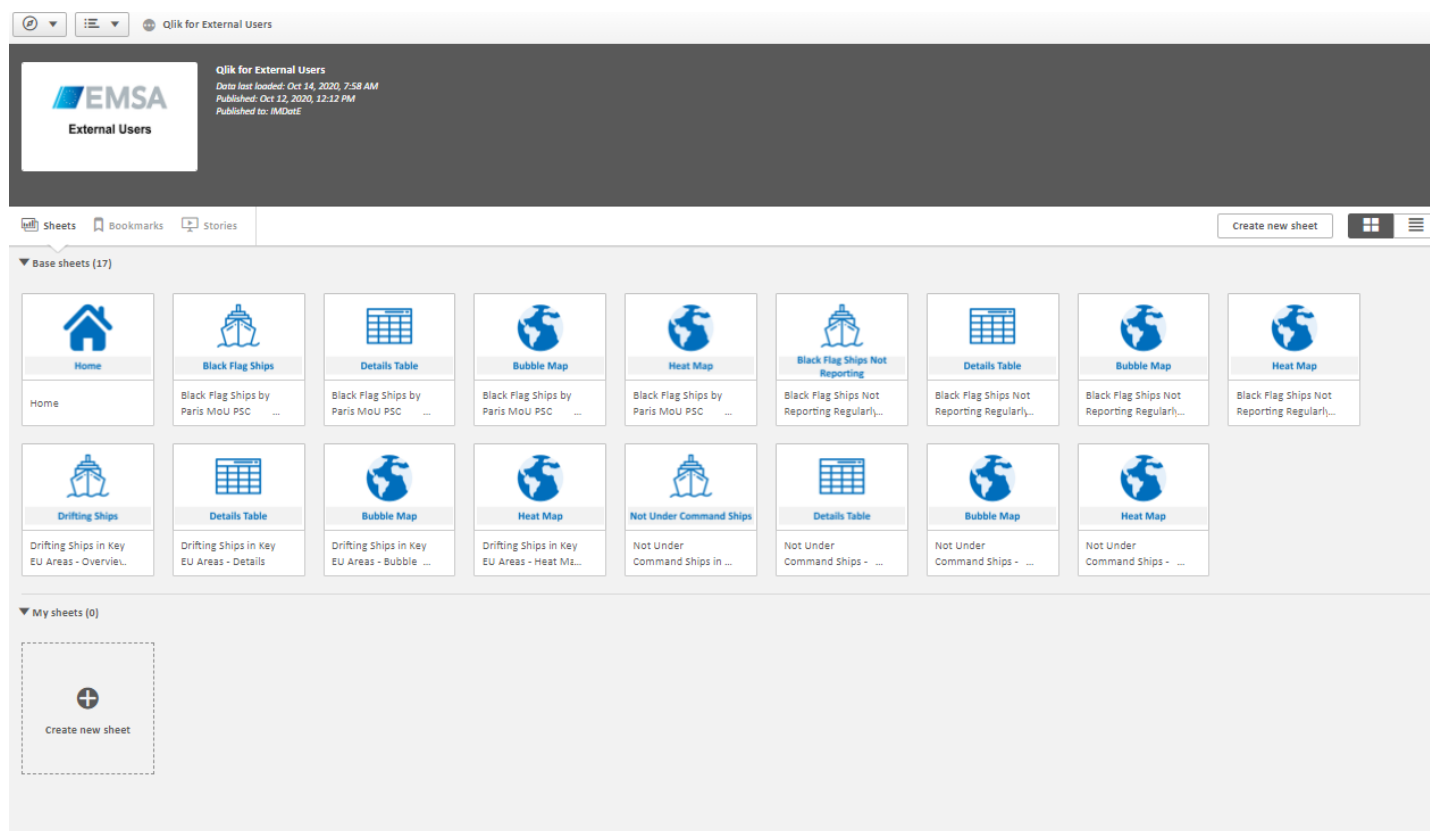 Qlik for External Users
EMSA
External Users
Qlik for External Users
Data last loaded: Oct 14, 2020, 7:58 AM
Published: Oct 12, 2020, 12:12 PM
Published to: IMDatE
Sheets
Bookmarks
Stories
Create new sheet
Base sheets (17)
Home
Home
Black Flag Ships
Black Flag Ships by
Paris MoU PSC ...
Details Table
Black Flag Ships by
Paris MoU PSC ...
Bubble Map
Black Flag Ships by
Paris MoU PSC ...
Heat Map
Black Flag Ships by
Paris MoU PSC ...
Black Flag Ships Not
Reporting
Black Flag Ships Not
Reporting Regularly...
Details Table
Black Flag Ships Not
Reporting Regularly...
Bubble Map
Black Flag Ships Not
Reporting Regularly...
Heat Map
Black Flag Ships Not
Reporting Regularly...
Drifting Ships
Drifting Ships in Key
EU Areas - Overview...
Details Table
Drifting Ships in Key
EU Areas - Details
Bubble Map
Drifting Ships in Key
EU Areas - Bubble ...
Heat Map
Drifting Ships in Key
EU Areas - Heat Ma...
Not Under Command Ships
Not Under
Command Ships in ...
Details Table
Not Under
Command Ships - ...
Bubble Map
Not Under
Command Ships - ...
Heat Map
Not Under
Command Ships - ...
My sheets (0)
Create new sheet